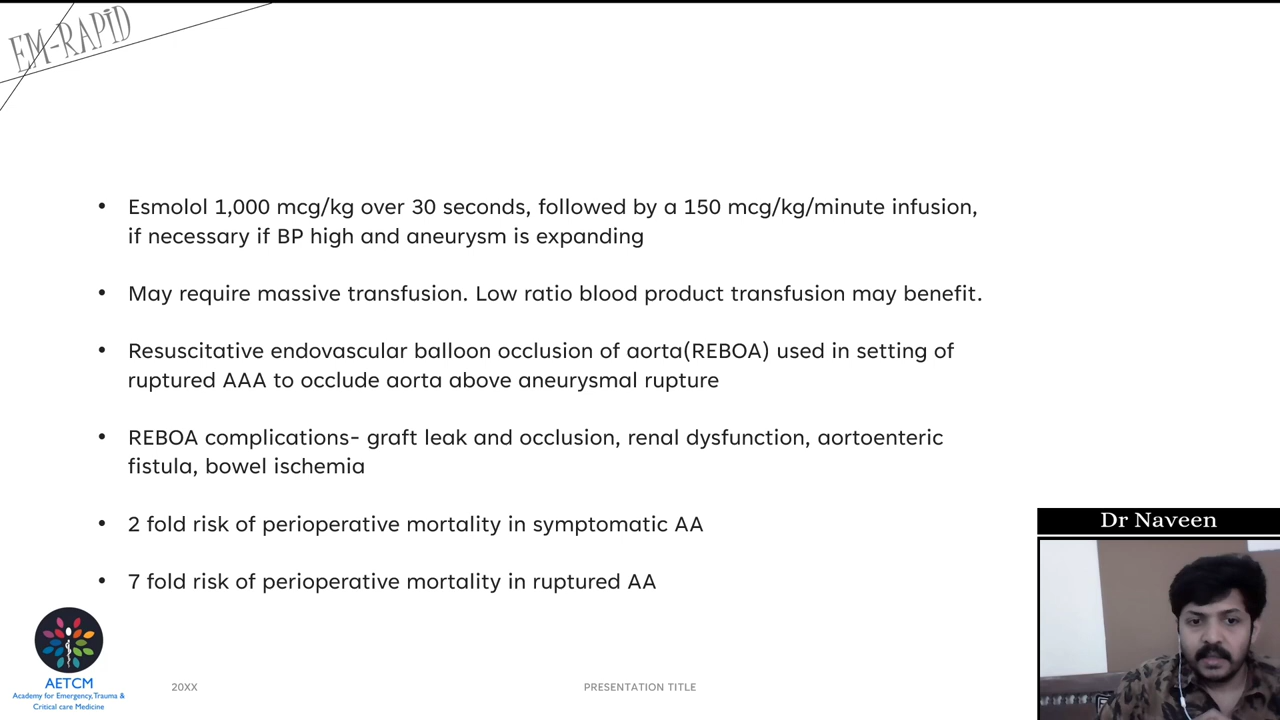 EM-RAPID
• Esmolol 1,000 mcg/kg over 30 seconds, followed by a 150 mcg/kg/minute infusion,
if necessary if BP high and aneurysm is expanding
• May require massive transfusion. Low ratio blood product transfusion may benefit.
• Resuscitative endovascular balloon occlusion of aorta(REBOA) used in setting of
ruptured AAA to occlude aorta above aneurysmal rupture
• REBOA complications- graft leak and occlusion, renal dysfunction, aortoenteric
fistula, bowel ischemia
• 2 fold risk of perioperative mortality in symptomatic AA
• 7 fold risk of perioperative mortality in ruptured AA
Dr Naveen
AETCM
Academy for Emergency,Trauma &
Critical care Medicine
20XX
PRESENTATION TITLE